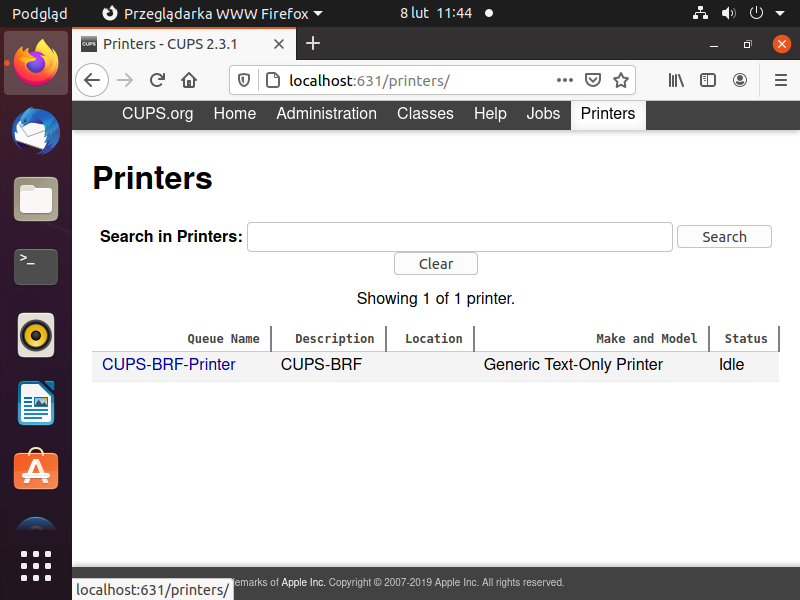 Podgląd Przeglądarka WWW Firefox 8 lut 11:44
CUPS Printers - CUPS 2.3.1
localhost:631/printers/
CUPS.org Home Administration Classes Help Jobs Printers
Printers
Search in Printers: Search
Clear
Showing 1 of 1 printer.
Queue Name Description Location Make and Model Status
CUPS-BRF-Printer CUPS-BRF Generic Text-Only Printer Idle
of Apple Inc. Copyright © 2007-2019 Apple Inc. All rights reserved.
localhost:631/printers/